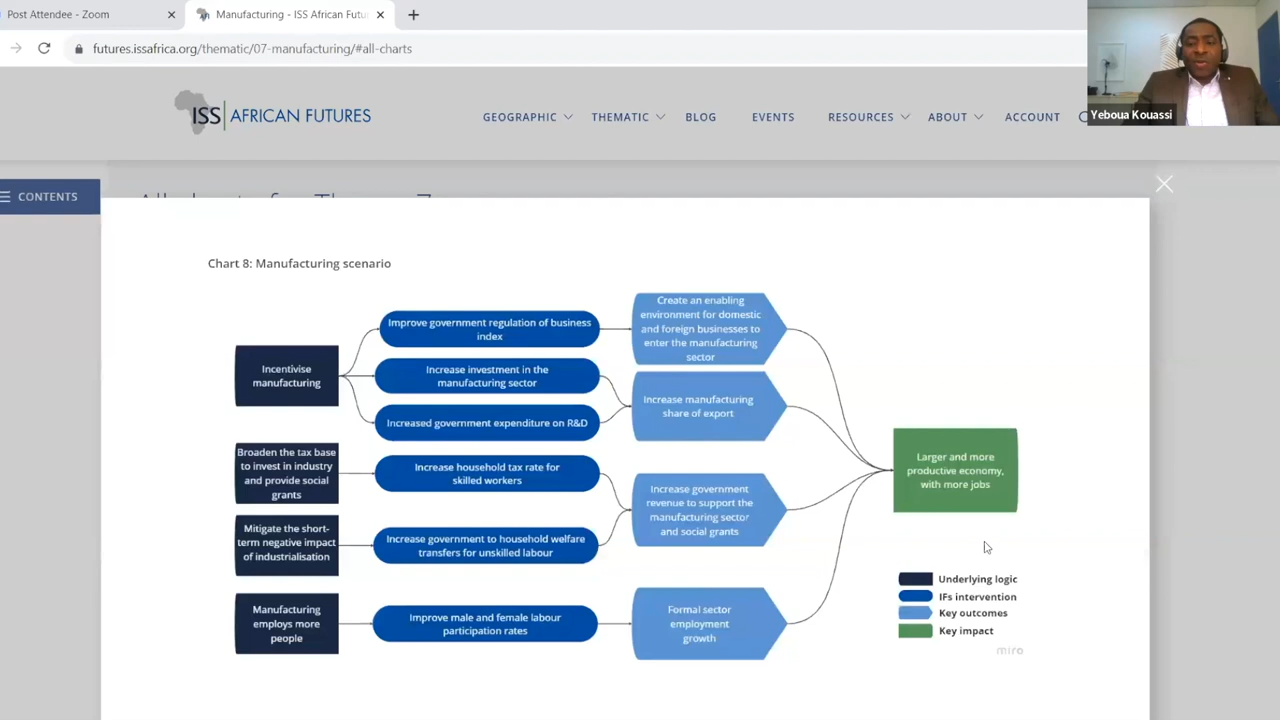 Post Attendee - Zoom
Manufacturing - ISS African Futu
futures.issafrica.org/thematic/07-manufacturing/#all-charts
ISS AFRICAN FUTURES
GEOGRAPHIC
THEMATIC
BLOG
EVENTS
RESOURCES
ABOUT
ACCOUNT
Yeboua Kouassi
CONTENTS
Chart 8: Manufacturing scenario
Incentivise
manufacturing
Broaden the tax base
to invest in industry
and provide social
grants
Mitigate the short-
term negative impact
of industrialisation
Manufacturing
employs more
people
Improve government regulation of business
index
Increase investment in the
manufacturing sector
Increased government expenditure on R&D
Increase household tax rate for
skilled workers
Increase government to household welfare
transfers for unskilled labour
Improve male and female labour
participation rates
Create an enabling
environment for domestic
and foreign businesses to
enter the manufacturing
sector
Increase manufacturing
share of export
Increase government
revenue to support the
manufacturing sector
and social grants
Formal sector
employment
growth
Larger and more
productive economy,
with more jobs
Underlying logic
IFs intervention
Key outcomes
Key impact
miro